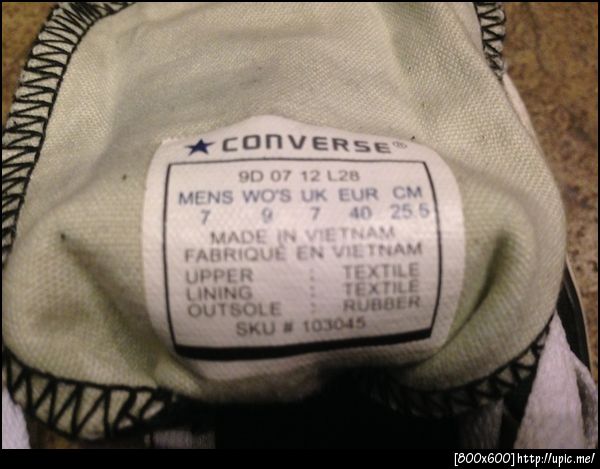 ★ CONVERSE®
9D 07 12 L28
MENS WO'S UK EUR CM
7 9 7 40 25.5
MADE IN VIETNAM
FABRIQUÉ EN VIETNAM
UPPER : TEXTILE
LINING : TEXTILE
OUTSOLE : RUBBER
SKU # 103045
[800x600]http://upic.me/